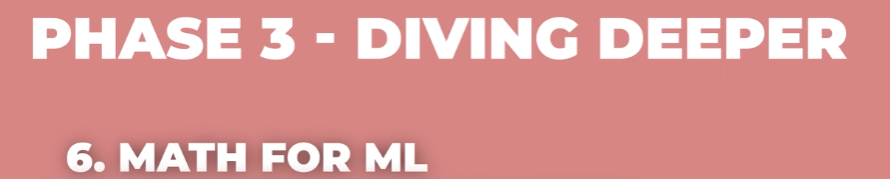 PHASE 3 - DIVING DEEPER
6. MATH FOR ML